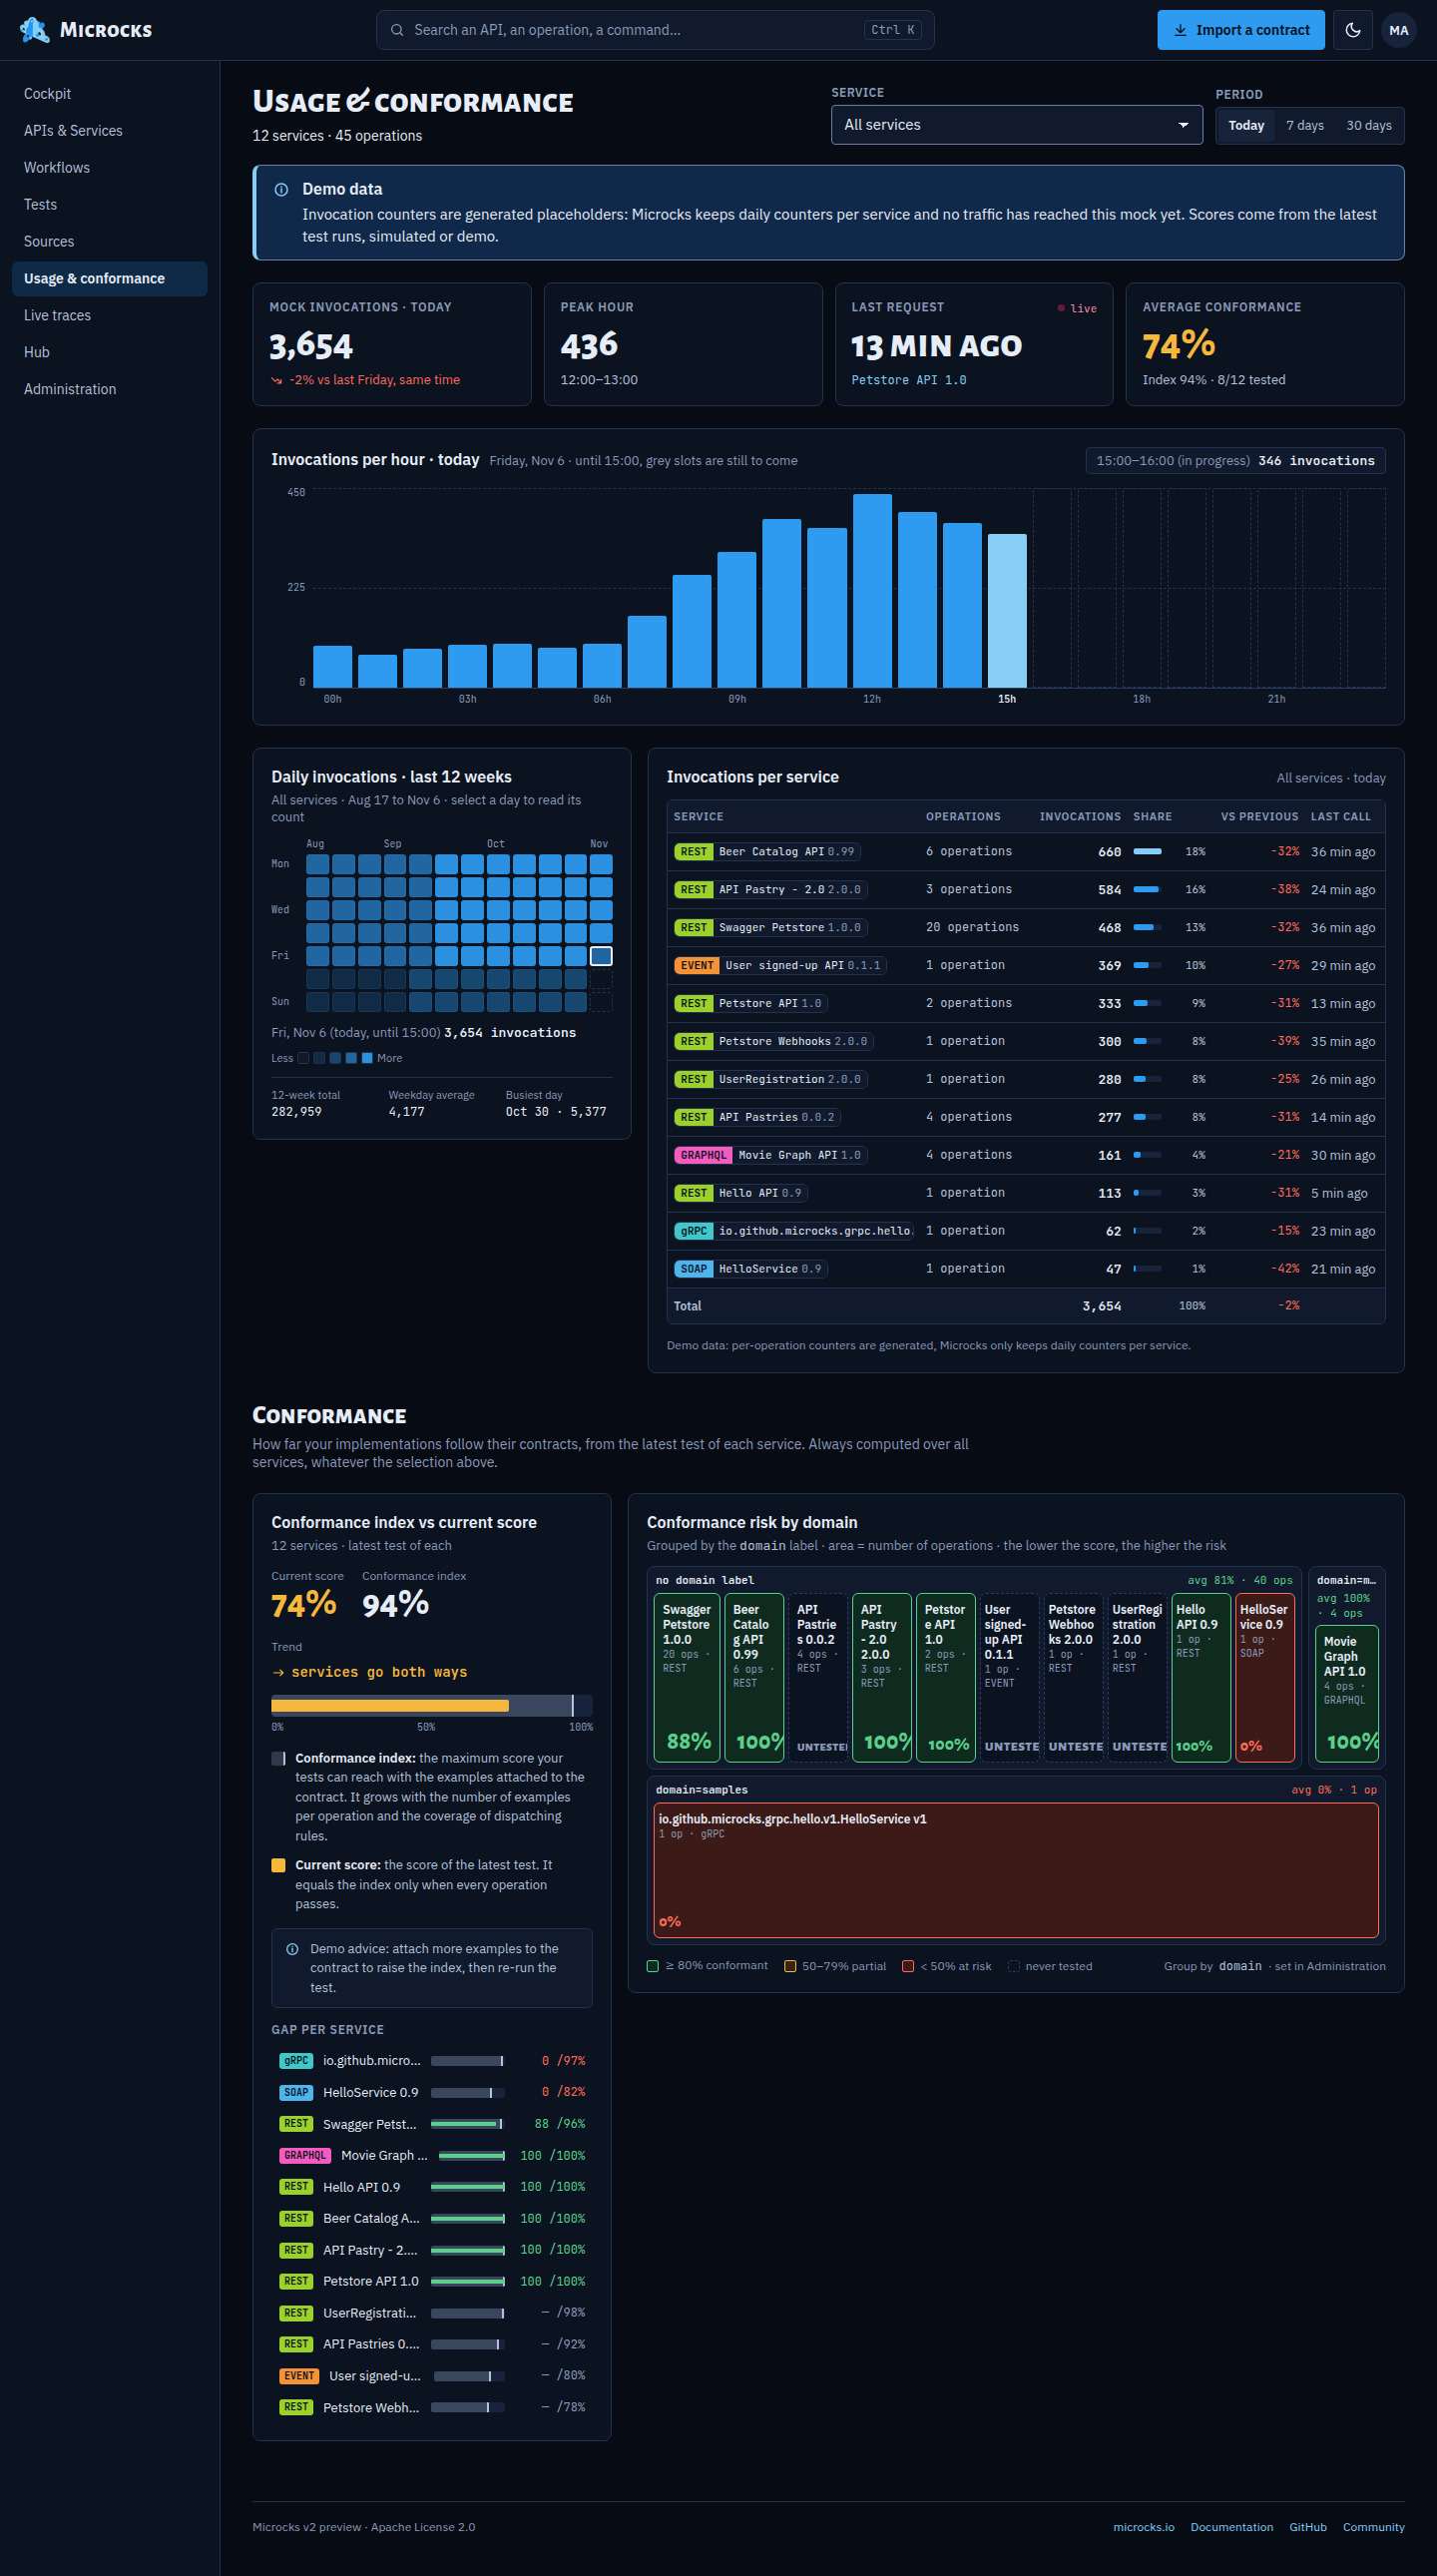 Microcks
Search an API, an operation, a command...
Ctrl K
Import a contract
MA
Cockpit
APIs & Services
Workflows
Tests
Sources
Usage & conformance
Live traces
Hub
Administration
Usage & conformance
12 services · 45 operations
SERVICE
All services
PERIOD
Today 7 days 30 days
Demo data
Invocation counters are generated placeholders: Microcks keeps daily counters per service and no traffic has reached this mock yet. Scores come from the latest
test runs, simulated or demo.
MOCK INVOCATIONS · TODAY
3,654
-2% vs last Friday, same time
PEAK HOUR
436
12:00–13:00
LAST REQUEST
live
13 min ago
Petstore API 1.0
AVERAGE CONFORMANCE
74%
Index 94% · 8/12 tested
Invocations per hour · today Friday, Nov 6 · until 15:00, grey slots are still to come
15:00–16:00 (in progress) 346 invocations
450
225
0
00h 03h 06h 09h 12h 15h 18h 21h
Daily invocations · last 12 weeks
All services · Aug 17 to Nov 6 · select a day to read its
count
Aug Sep Oct Nov
Mon
Wed
Fri
Sun
Fri, Nov 6 (today, until 15:00) 3,654 invocations
Less More
12-week total Weekday average Busiest day
282,959 4,177 Oct 30 · 5,377
Invocations per service
All services · today
SERVICE OPERATIONS INVOCATIONS SHARE VS PREVIOUS LAST CALL
REST Beer Catalog API 0.99 6 operations 660 18% -32% 36 min ago
REST API Pastry - 2.0 2.0.0 3 operations 584 16% -38% 24 min ago
REST Swagger Petstore 1.0.0 20 operations 468 13% -32% 36 min ago
EVENT User signed-up API 0.1.1 1 operation 369 10% -27% 29 min ago
REST Petstore API 1.0 2 operations 333 9% -31% 13 min ago
REST Petstore Webhooks 2.0.0 1 operation 300 8% -39% 35 min ago
REST UserRegistration 2.0.0 1 operation 280 8% -25% 26 min ago
REST API Pastries 0.0.2 4 operations 277 8% -31% 14 min ago
GRAPHQL Movie Graph API 1.0 4 operations 161 4% -21% 30 min ago
REST Hello API 0.9 1 operation 113 3% -31% 5 min ago
gRPC io.github.microcks.grpc.hello. 1 operation 62 2% -15% 23 min ago
SOAP HelloService 0.9 1 operation 47 1% -42% 21 min ago
Total 3,654 100% -2%
Demo data: per-operation counters are generated, Microcks only keeps daily counters per service.
Conformance
How far your implementations follow their contracts, from the latest test of each service. Always computed over all
services, whatever the selection above.
Conformance index vs current score
12 services · latest test of each
Current score Conformance index
74% 94%
Trend
→ services go both ways
0% 50% 100%
Conformance index: the maximum score your
tests can reach with the examples attached to the
contract. It grows with the number of examples
per operation and the coverage of dispatching
rules.
Current score: the score of the latest test. It
equals the index only when every operation
passes.
Demo advice: attach more examples to the
contract to raise the index, then re-run the
test.
GAP PER SERVICE
gRPC io.github.micro... 0 /97%
SOAP HelloService 0.9 0 /82%
REST Swagger Petst... 88 /96%
GRAPHQL Movie Graph ... 100 /100%
REST Hello API 0.9 100 /100%
REST Beer Catalog A... 100 /100%
REST API Pastry - 2.... 100 /100%
REST Petstore API 1.0 100 /100%
REST UserRegistrati... — /98%
REST API Pastries 0.... — /92%
EVENT User signed-u... — /80%
REST Petstore Webh... — /78%
Conformance risk by domain
Grouped by the domain label · area = number of operations · the lower the score, the higher the risk
no domain label avg 81% · 40 ops
Swagger
Petstore
1.0.0
20 ops ·
REST
88%
Beer
Catalo
g API
0.99
6 ops ·
REST
100%
API
Pastrie
s 0.0.2
4 ops ·
REST
UNTESTE
API
Pastry
- 2.0
2.0.0
3 ops ·
REST
100%
Petstor
e API
1.0
2 ops ·
REST
100%
User
signed-
up API
0.1.1
1 op ·
EVENT
UNTESTE
Petstore
Webhoo
ks 2.0.0
1 op ·
REST
UNTESTE
UserRegi
stration
2.0.0
1 op ·
REST
UNTESTE
Hello
API 0.9
1 op ·
REST
100%
HelloSer
vice 0.9
1 op ·
SOAP
0%
domain=m...
avg 100%
· 4 ops
Movie
Graph
API 1.0
4 ops ·
GRAPHQL
100%
domain=samples avg 0% · 1 op
io.github.microcks.grpc.hello.v1.HelloService v1
1 op · gRPC
0%
≥ 80% conformant 50–79% partial < 50% at risk never tested
Group by domain · set in Administration
Microcks v2 preview · Apache License 2.0
microcks.io Documentation GitHub Community